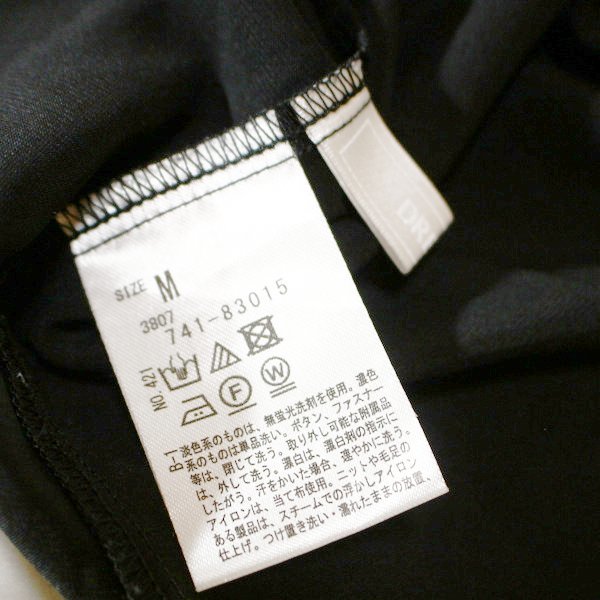 SIZE M
3807
741-83015
NO. 421
F
W
B-1
淡色系のものは、無蛍光洗剤を使用。濃色
系のものは単品洗い。ボタン、ファスナー
等は、閉じて洗う。取り外し可能な附属品
は、外して洗う。漂白は、漂白剤の指示に
したがう。汗をかいた場合、速やかに洗う。
アイロンは、当て布使用。ニットや毛足の
ある製品は、スチームでの浮かしアイロン
仕上げ。つけ置き洗い・濡れたままの放置、